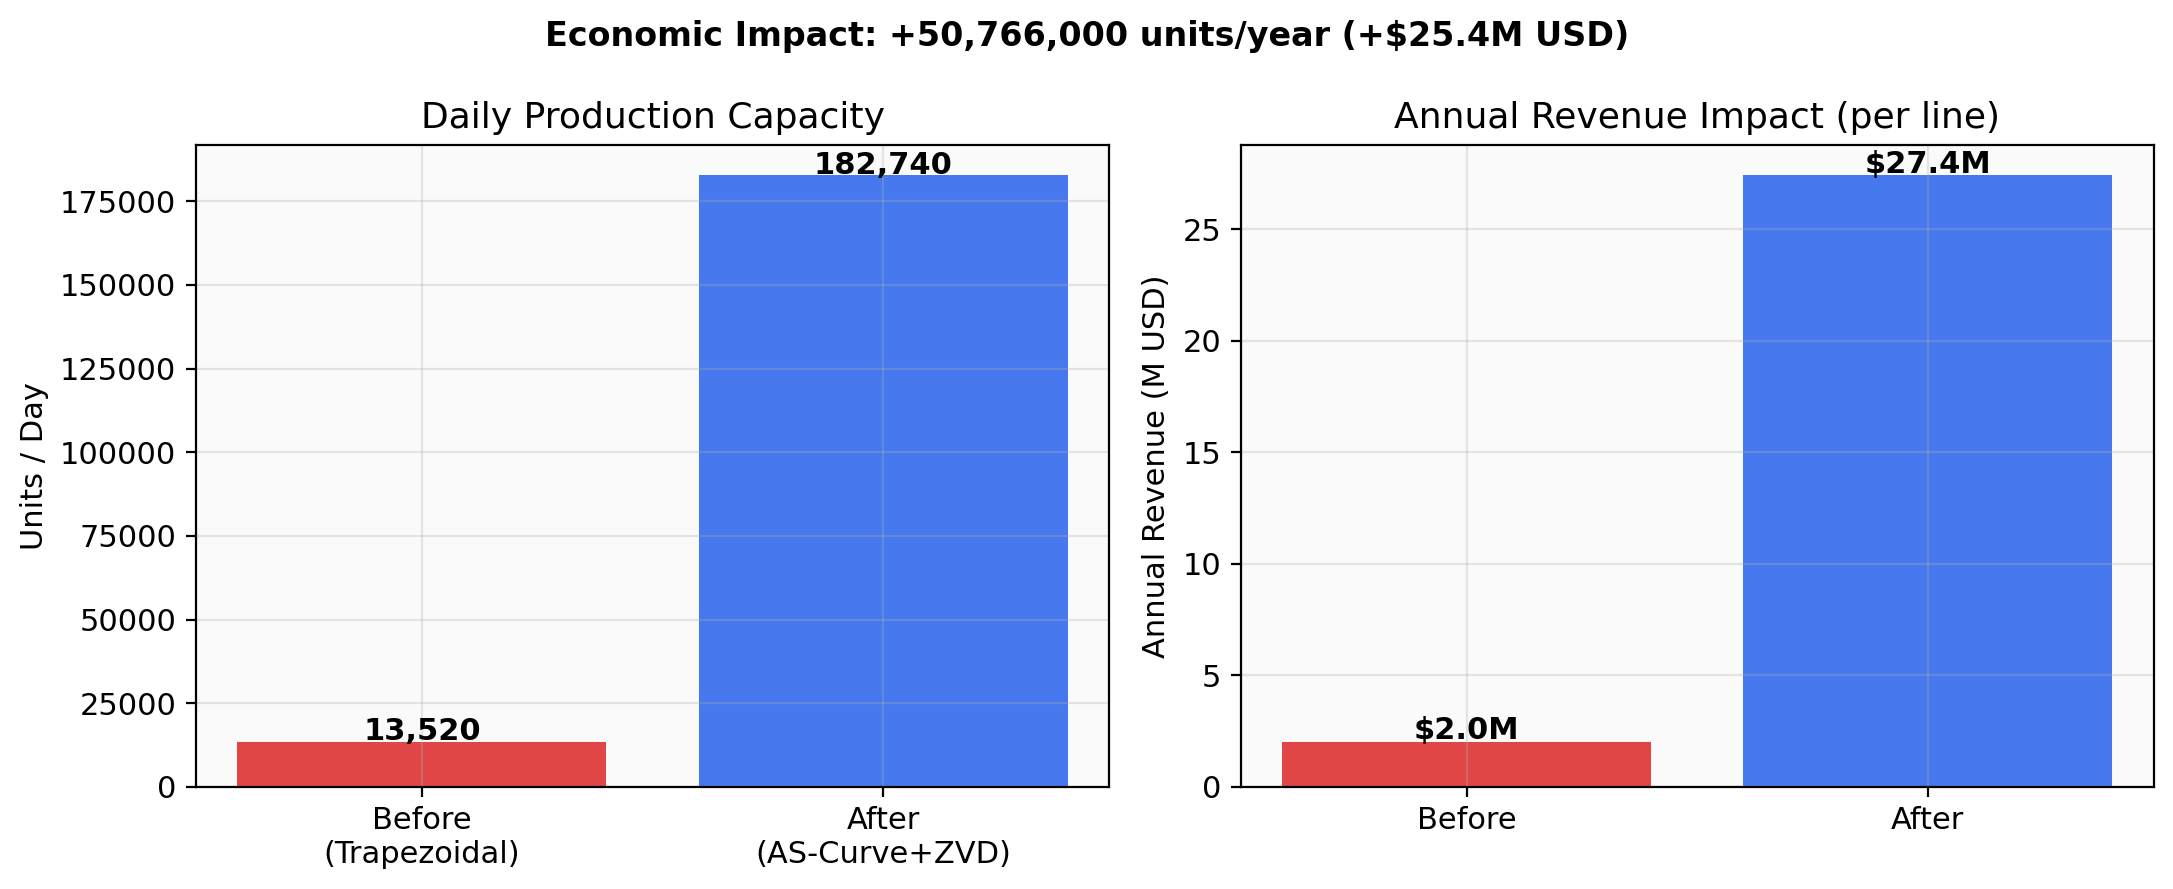 Economic Impact: +50,766,000 units/year (+$25.4M USD)
Daily Production Capacity
Units / Day
175000
150000
125000
100000
75000
50000
25000
0
182,740
13,520
Before
(Trapezoidal)
After
(AS-Curve+ZVD)
Annual Revenue Impact (per line)
Annual Revenue (M USD)
25
20
15
10
5
0
$27.4M
$2.0M
Before
After